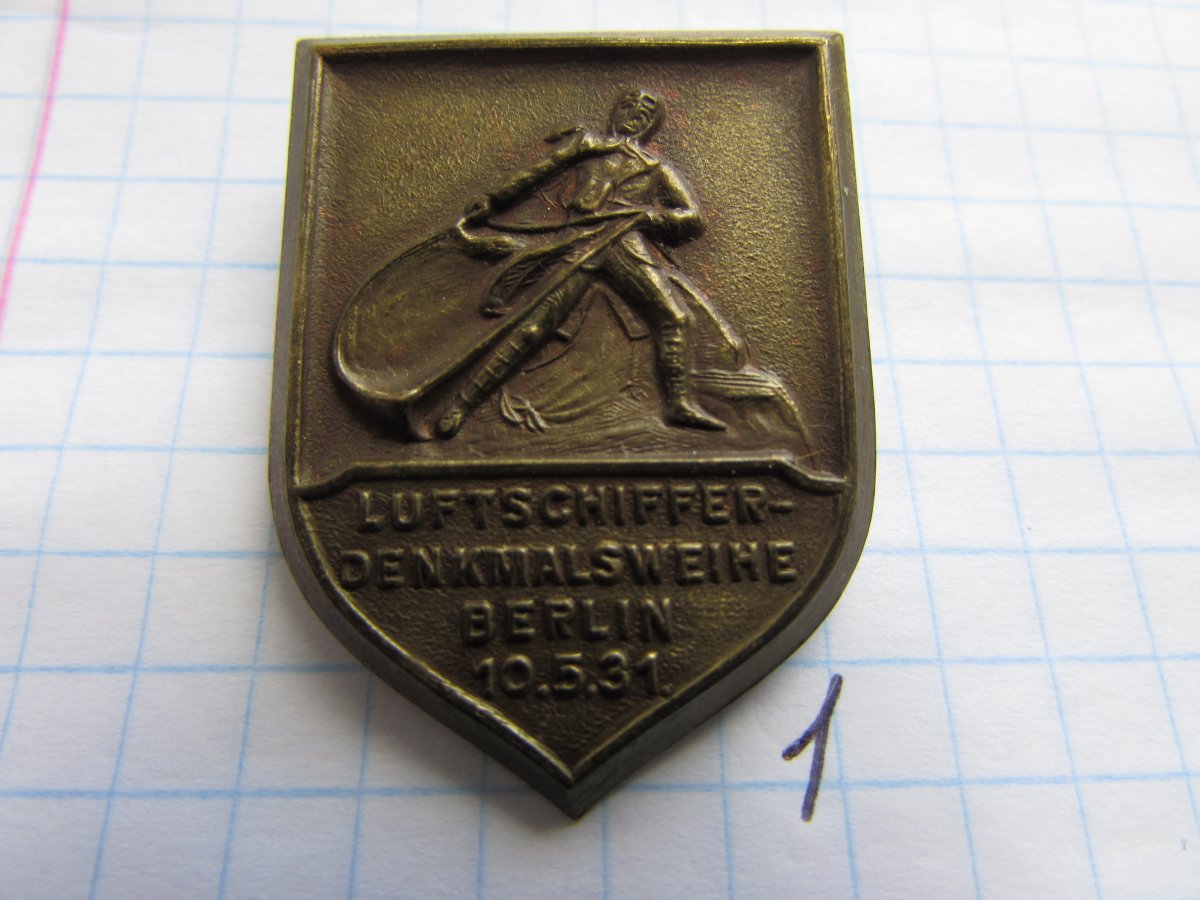 LUFTSCHIFFER-
DENKMALSWEIHE
BERLIN
10.5.31.
1